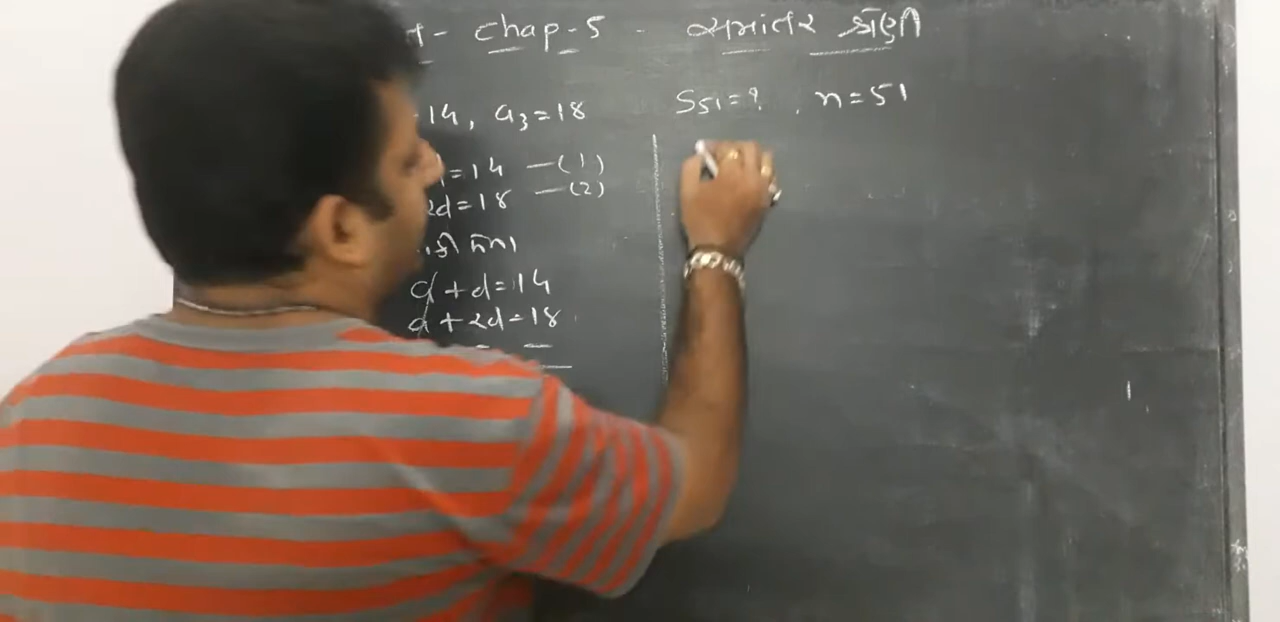 - Chap-5 - સમાંતર શ્રેણી
14, a₃=18
=14 —(1)
2d=18 —(2)
d+d=14
d+2d=18
S₅₁=? , n=51